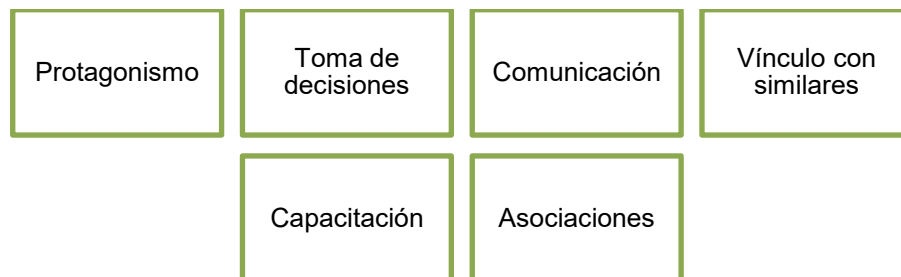 Protagonismo
Toma de
decisiones
Comunicación
Vínculo con
similares
Capacitación
Asociaciones